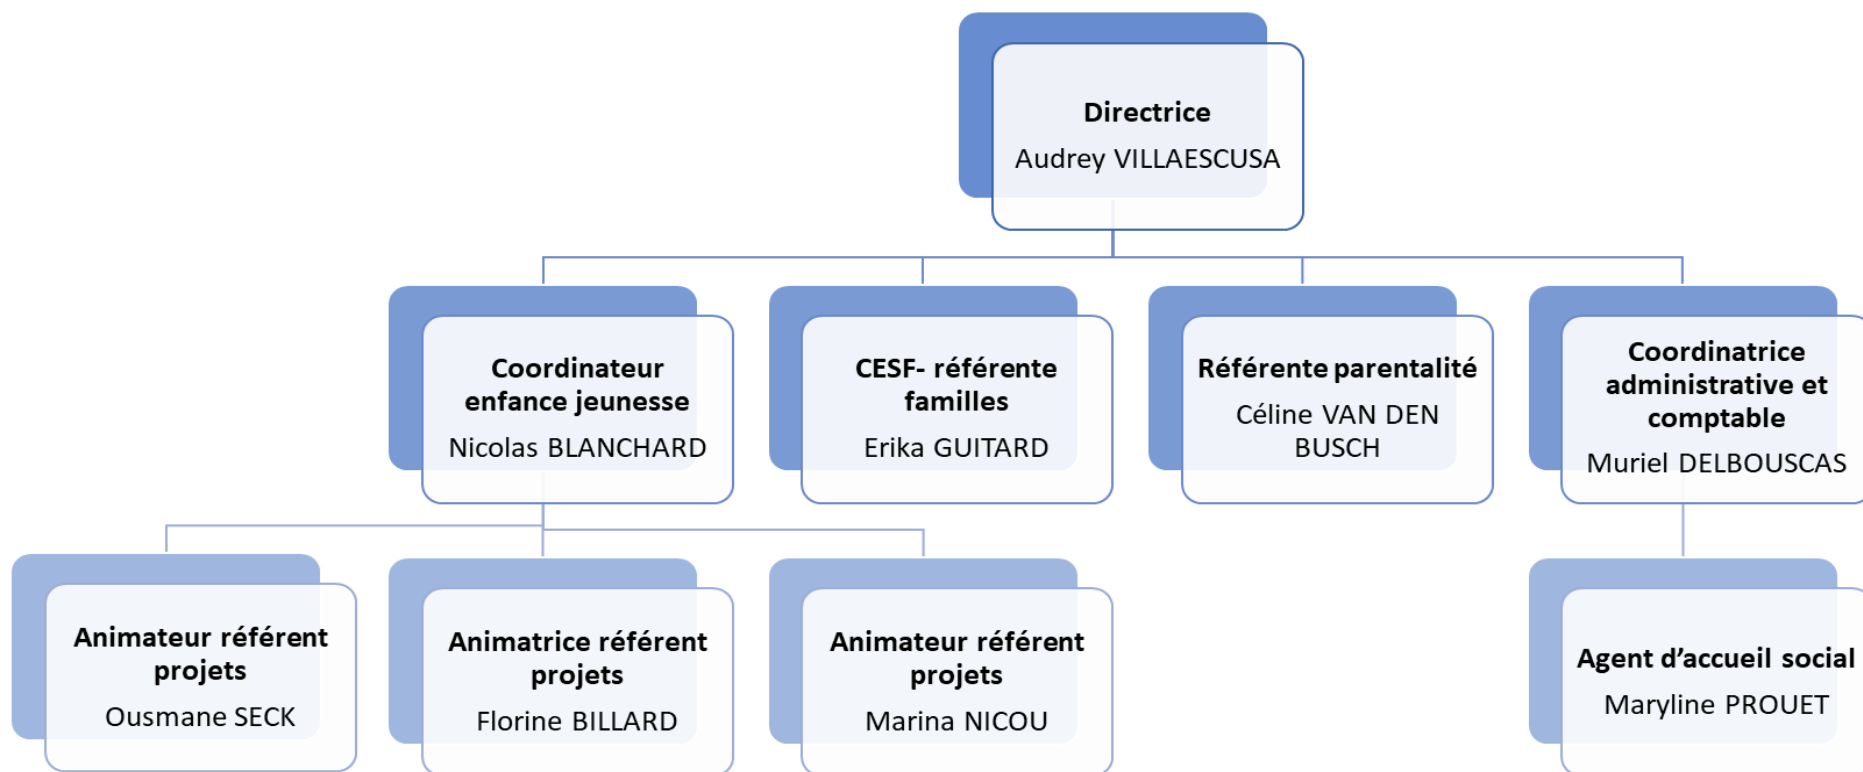 Directrice
Audrey VILLAESCUSA
Coordinateur
enfance jeunesse
Nicolas BLANCHARD
CESF- référente
familles
Erika GUITARD
Référente parentalité
Céline VAN DEN
BUSCH
Coordinatrice
administrative et
comptable
Muriel DELBOUSCAS
Animateur référent
projets
Ousmane SECK
Animatrice référent
projets
Florine BILLARD
Animateur référent
projets
Marina NICOU
Agent d’accueil social
Maryline PROUET